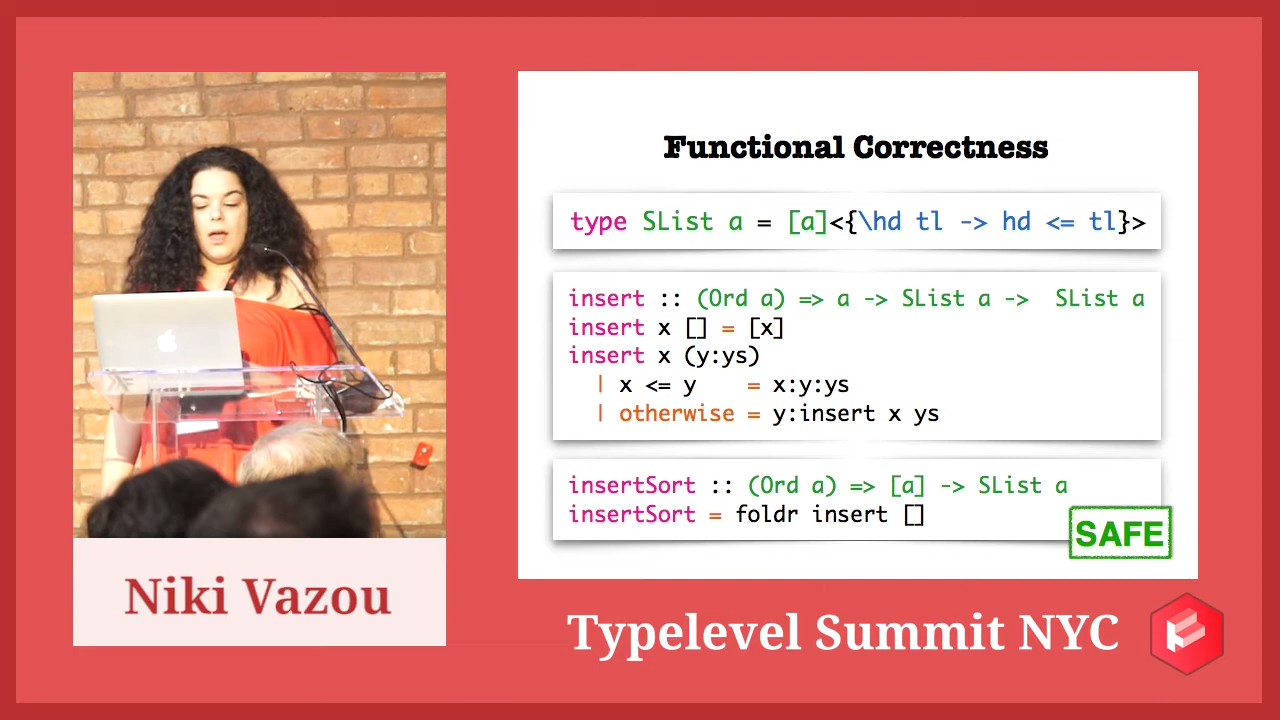 Functional Correctness
type SList a = [a]<{\hd tl -> hd <= tl}>
insert :: (Ord a) => a -> SList a ->  SList a
insert x [] = [x]
insert x (y:ys)
  | x <= y    = x:y:ys
  | otherwise = y:insert x ys
insertSort :: (Ord a) => [a] -> SList a
insertSort = foldr insert []
SAFE
Niki Vazou
Typelevel Summit NYC